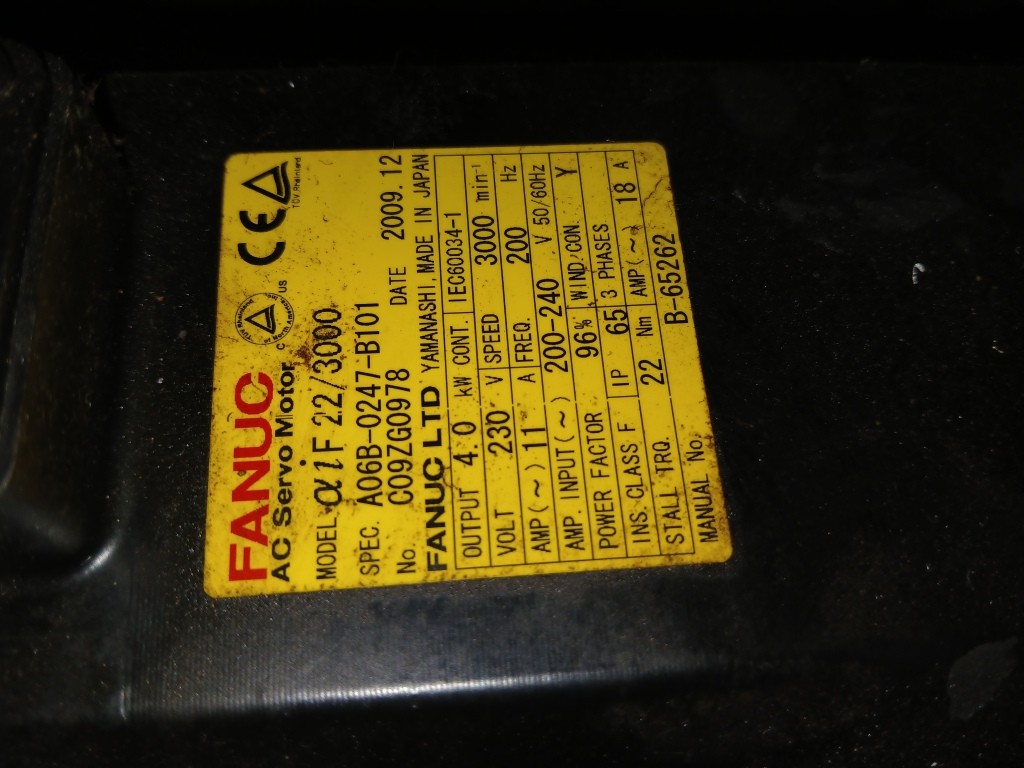 FANUC
AC Servo Motor
C US
TÜV Rheinland
MODEL αiF 22/3000
SPEC. A06B-0247-B101
No. C09ZG0978 DATE 2009.12
FANUC LTD YAMANASHI, MADE IN JAPAN
OUTPUT 4.0 kW CONT. IEC60034-1
VOLT 230 V SPEED 3000 min⁻¹
AMP(~) 11 A FREQ. 200 Hz
AMP. INPUT(~) 200-240 V 50/60Hz
POWER FACTOR 96% WIND/CON. Y
INS.CLASS F IP 65 3 PHASES
STALL TRQ. 22 Nm AMP(~) 18 A
MANUAL No. B-65262